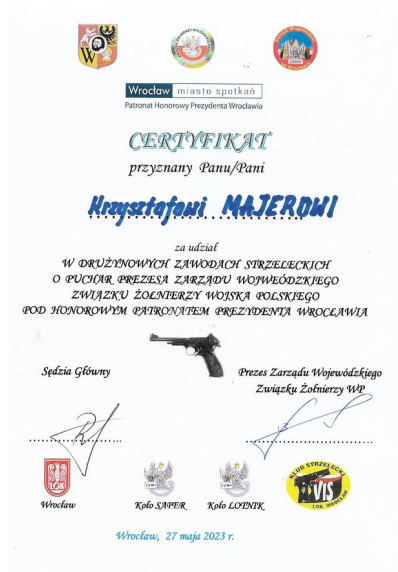 Wrocław miasto spotkań
Patronat Honorowy Prezydenta Wrocławia
CERTYFIKAT
przyznany Panu/Pani
Krzysztofowi MAJEROWI
za udział
W DRUŻYNOWYCH ZAWODACH STRZELECKICH
O PUCHAR PREZESA ZARZĄDU WOJWEÓDZKIEGO
ZWIĄZKU ŻOŁNIERZY WOJSKA POLSKIEGO
POD HONOROWYM PATRONATEM PREZYDENTA WROCŁAWIA
Sędzia Główny
Prezes Zarządu Wojewódzkiego
Związku Żołnierzy WP
LOK
KLUB STRZELECKI
VIS
LOK WROCŁAW
Wrocław
Koło SAPER
Koło LOTNIK
Wrocław, 27 maja 2023 r.